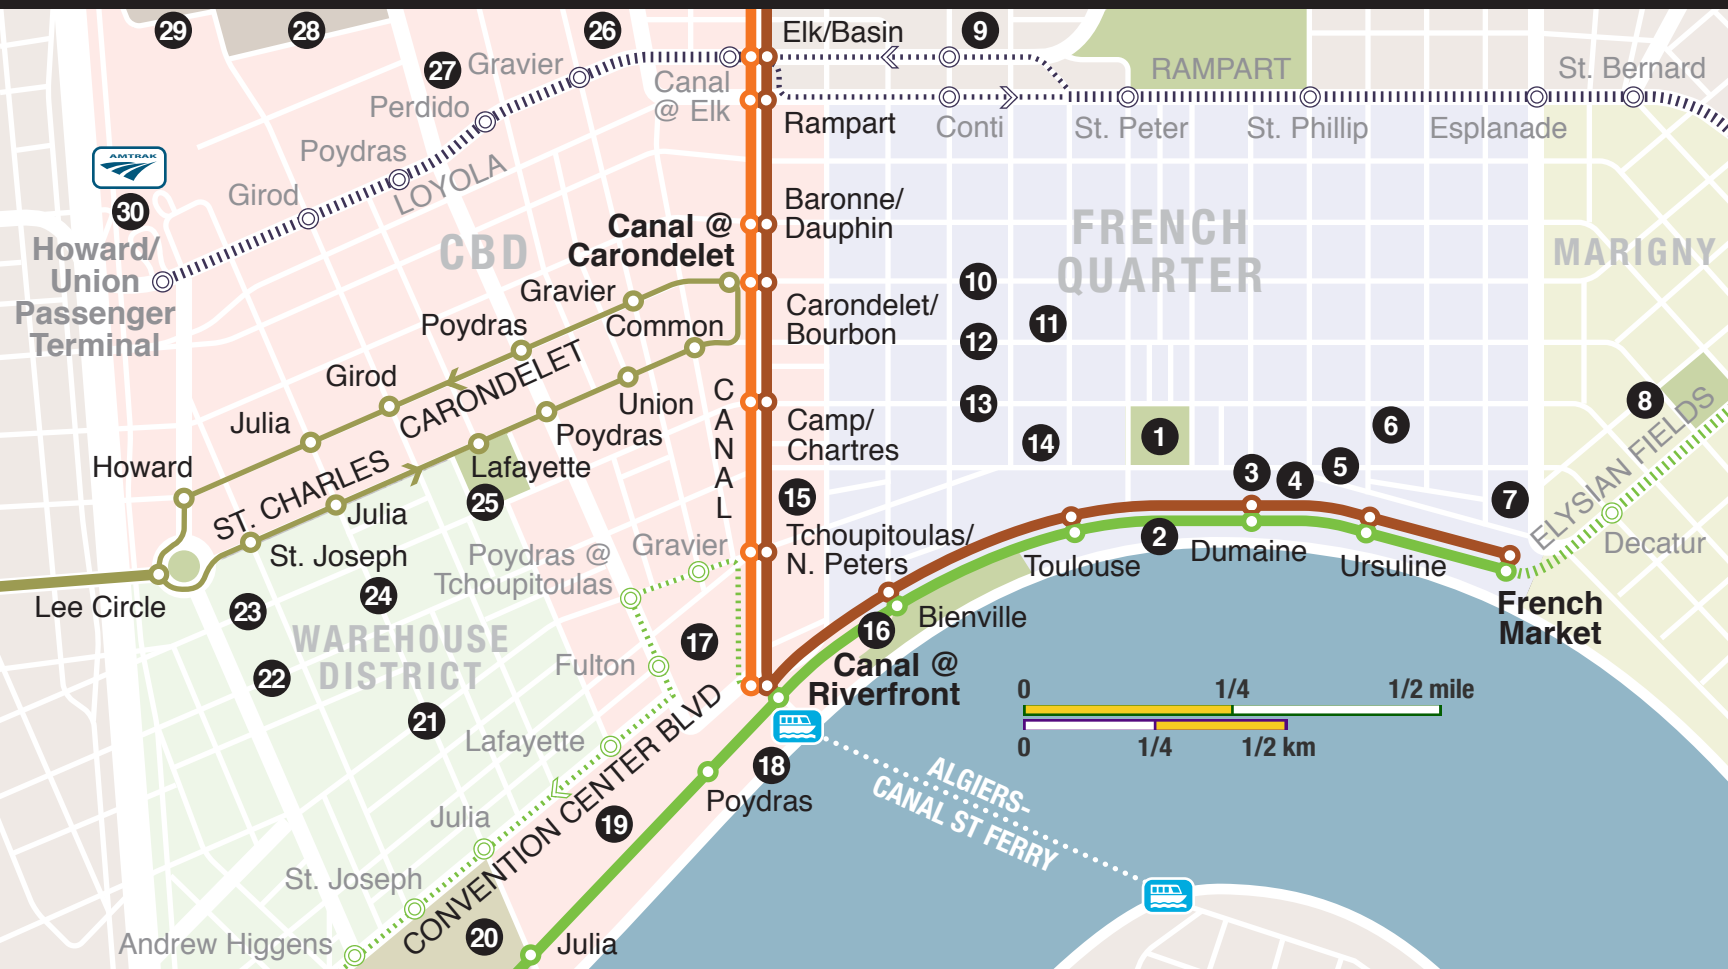 29
28
26
Elk/Basin
9
27
Gravier
Canal
@ Elk
RAMPART
St. Bernard
Perdido
Rampart
Conti
St. Peter
St. Phillip
Esplanade
AMTRAK
Poydras
LOYOLA
Girod
30
Howard/
Union
Passenger
Terminal
Baronne/
Dauphin
Canal @
Carondelet
CBD
FRENCH
QUARTER
MARIGNY
Gravier
10
Carondelet/
Bourbon
11
12
Poydras
Common
Girod
CARONDELET
C
A
N
A
L
Union
13
8
Julia
Poydras
Camp/
Chartres
14
1
6
ELYSIAN FIELDS
Howard
ST. CHARLES
Lafayette
25
15
3
4
5
7
Julia
St. Joseph
Poydras @
Tchoupitoulas
Gravier
Tchoupitoulas/
N. Peters
Toulouse
2
Dumaine
Ursuline
Decatur
Lee Circle
24
23
French
Market
Bienville
16
WAREHOUSE
DISTRICT
17
Fulton
Canal @
Riverfront
22
21
0
1/4
1/2 mile
0
1/4
1/2 km
Lafayette
CONVENTION CENTER BLVD
18
Poydras
ALGIERS-
CANAL ST FERRY
Julia
19
St. Joseph
Andrew Higgens
20
Julia